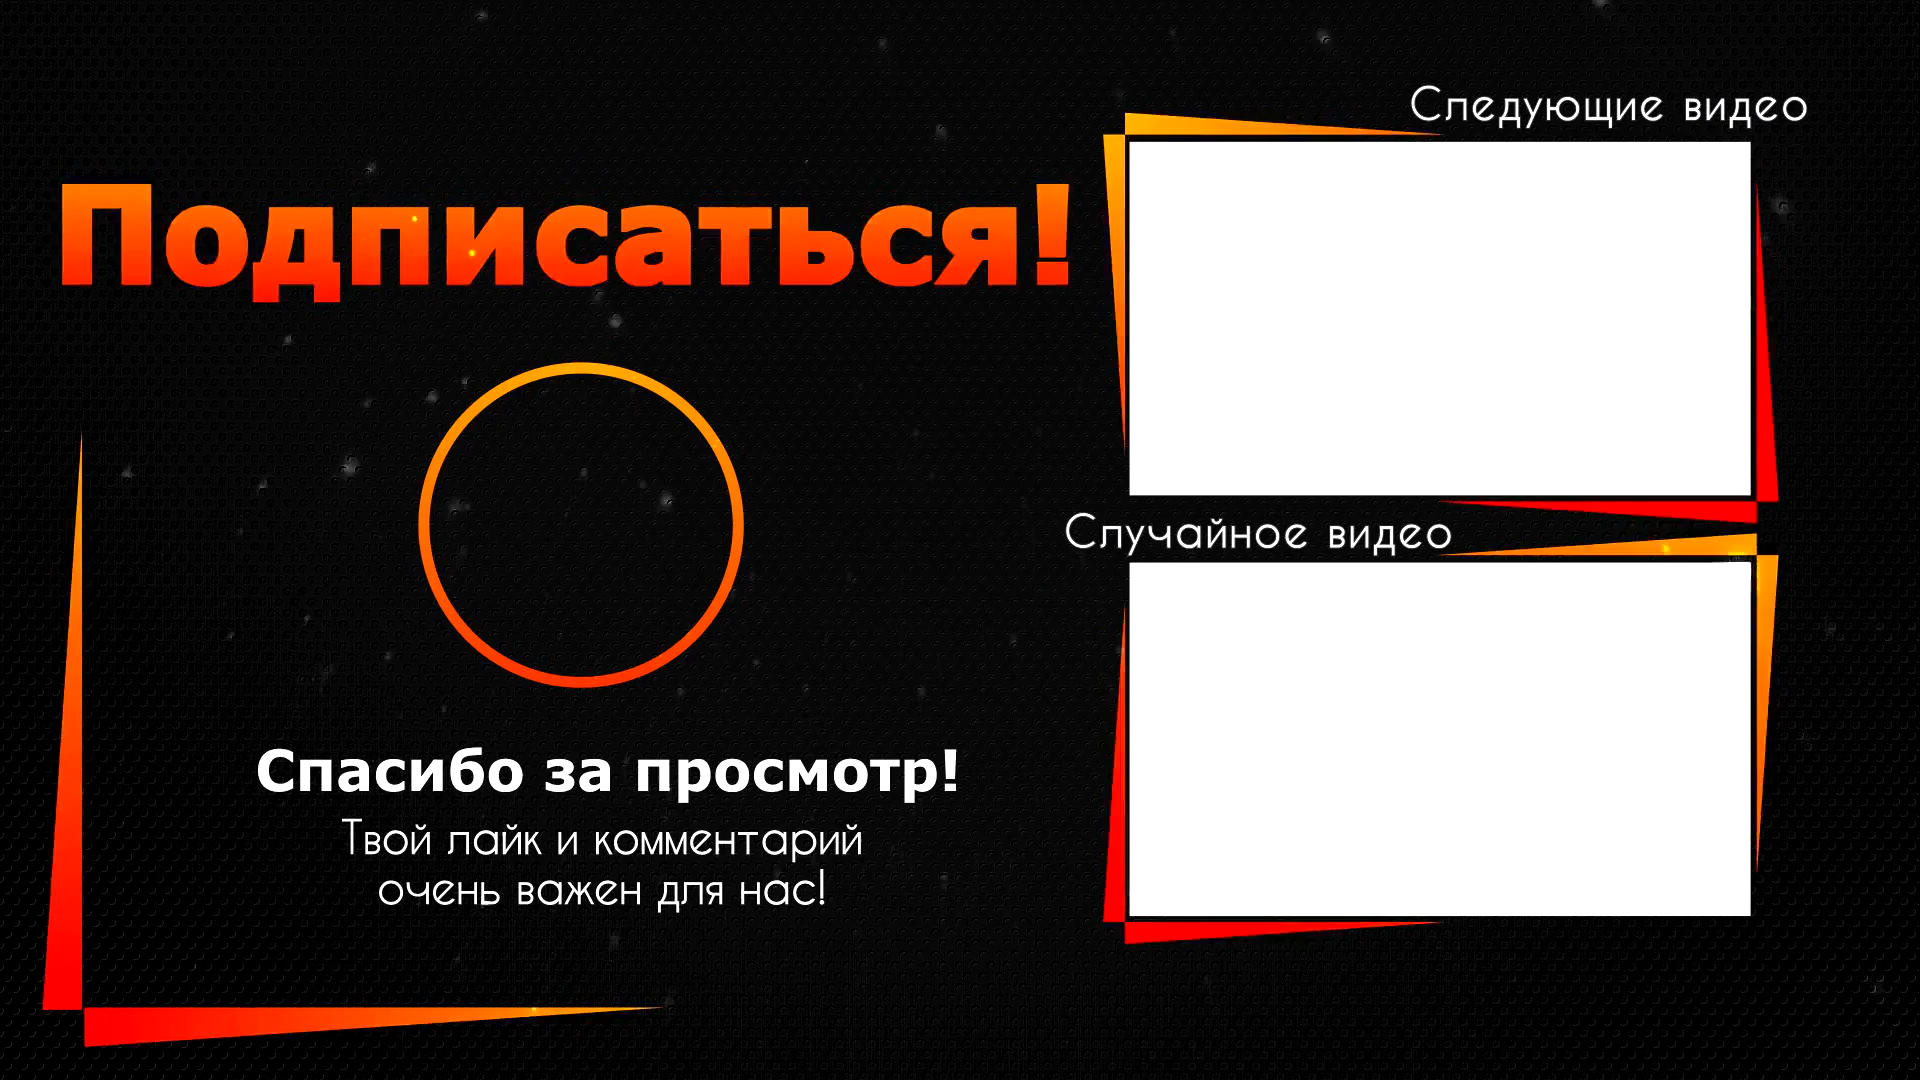 Подписаться!
Спасибо за просмотр!
Твой лайк и комментарий
очень важен для нас!
Следующие видео
Случайное видео